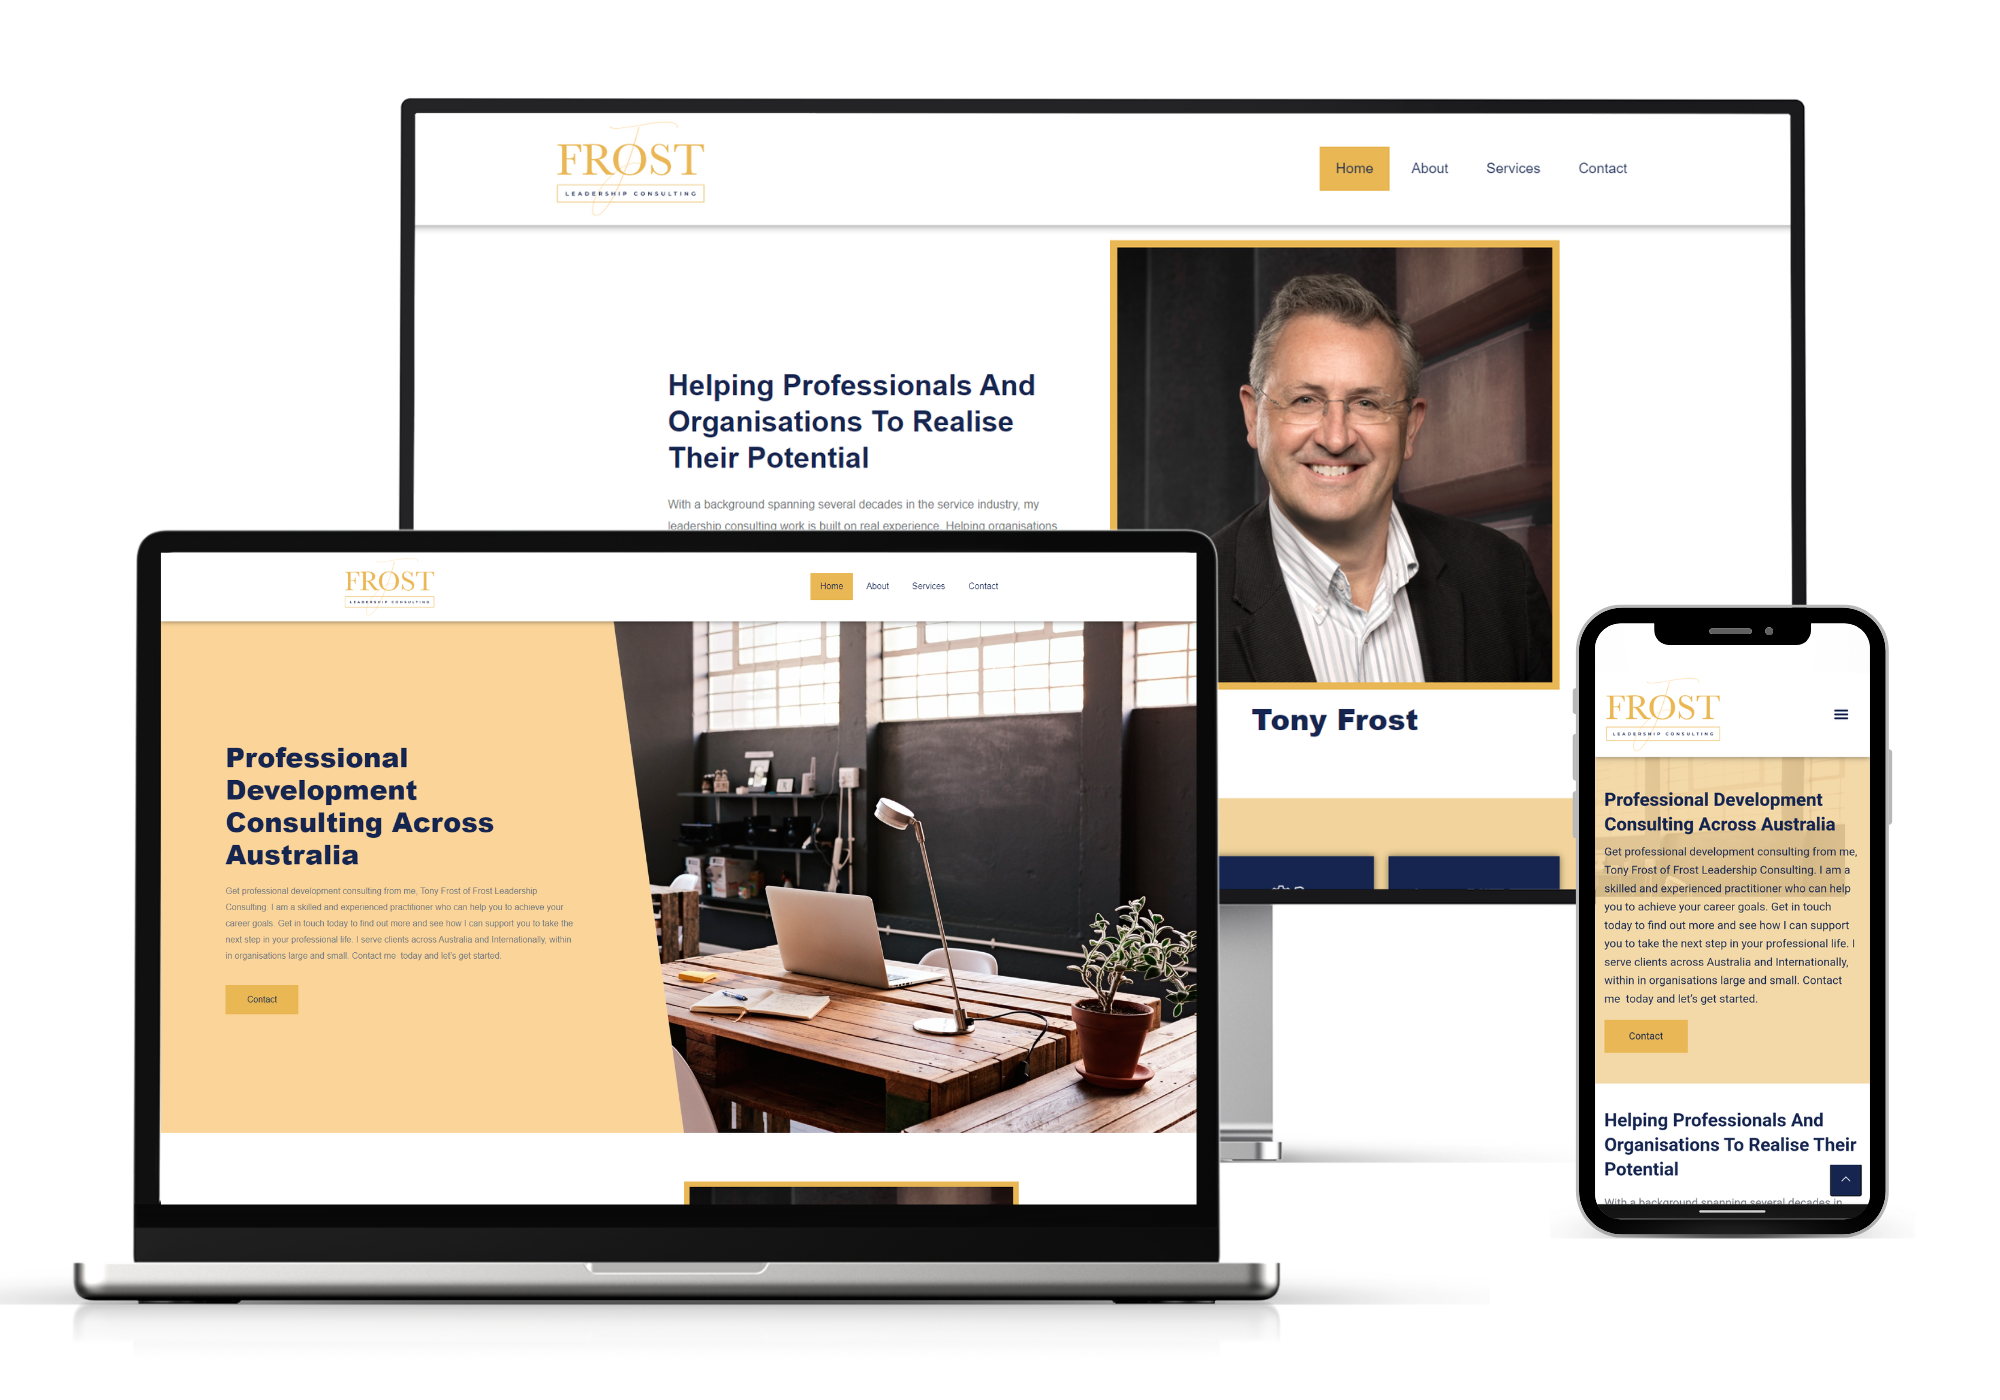 FROST
LEADERSHIP CONSULTING
Home About Services Contact
Helping Professionals And
Organisations To Realise
Their Potential
With a background spanning several decades in the service industry, my
leadership consulting work is built on real experience. Helping organisations
Tony Frost
FROST
LEADERSHIP CONSULTING
Home About Services Contact
Professional
Development
Consulting Across
Australia
Get professional development consulting from me, Tony Frost of Frost Leadership
Consulting. I am a skilled and experienced practitioner who can help you to achieve your
career goals. Get in touch today to find out more and see how I can support you to take the
next step in your professional life. I serve clients across Australia and Internationally, within
in organisations large and small. Contact me  today and let's get started.
Contact
FROST
LEADERSHIP CONSULTING
Professional Development
Consulting Across Australia
Get professional development consulting from me,
Tony Frost of Frost Leadership Consulting. I am a
skilled and experienced practitioner who can help
you to achieve your career goals. Get in touch
today to find out more and see how I can support
you to take the next step in your professional life. I
serve clients across Australia and Internationally,
within in organisations large and small. Contact
me  today and let's get started.
Contact
Helping Professionals And
Organisations To Realise Their
Potential
With a background spanning several decades in